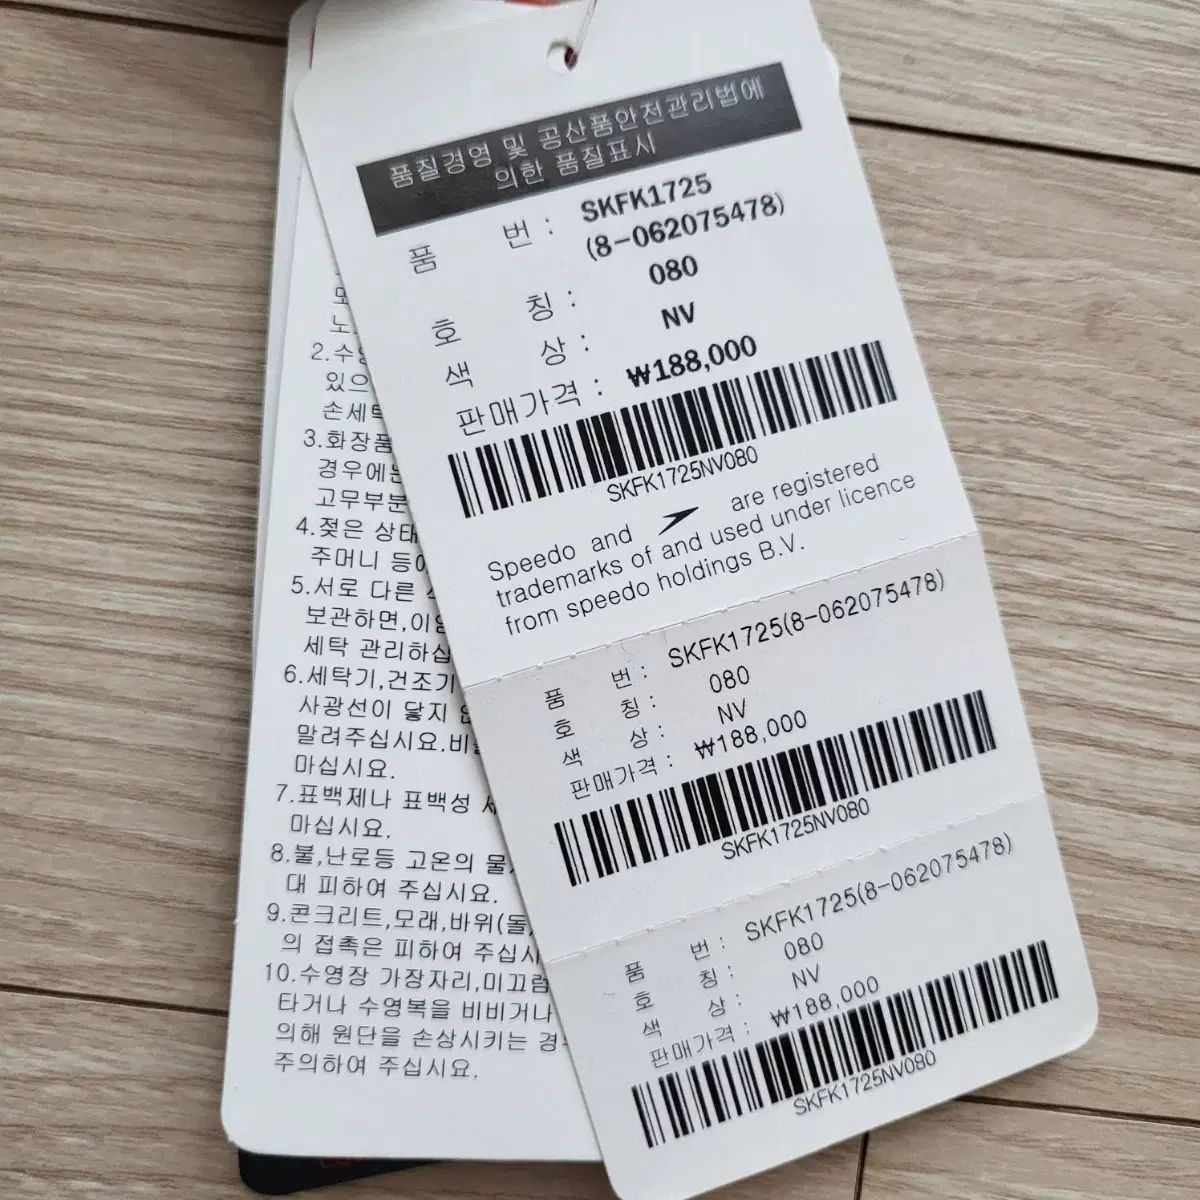 품질경영 및 공산품안전관리법에
의한 품질표시
품 번 : SKFK1725
(8-062075478)
호 칭 : 080
색 상 : NV
판매가격 : ₩188,000
SKFK1725NV080
Speedo and are registered
trademarks of and used under licence
from speedo holdings B.V.
품 번 : SKFK1725(8-062075478)
호 칭 : 080
색 상 : NV
판매가격 : ₩188,000
SKFK1725NV080
품 번 : SKFK1725(8-062075478)
호 칭 : 080
색 상 : NV
판매가격 : ₩188,000
SKFK1725NV080
2.수영
있으
손세탁
3.화장품
경우에는
고무부분
4.젖은 상태
주머니 등에
5.서로 다른
보관하면,이염
세탁 관리하십
6.세탁기,건조기
사광선이 닿지
말려주십시요.비
마십시요.
7.표백제나 표백성 세
마십시요.
8.불,난로등 고온의 물
대 피하여 주십시요.
9.콘크리트,모래,바위(돌)
의 접촉은 피하여 주십시
10.수영장 가장자리,미끄럼
타거나 수영복을 비비거나
의해 원단을 손상시키는 경우
주의하여 주십시요.